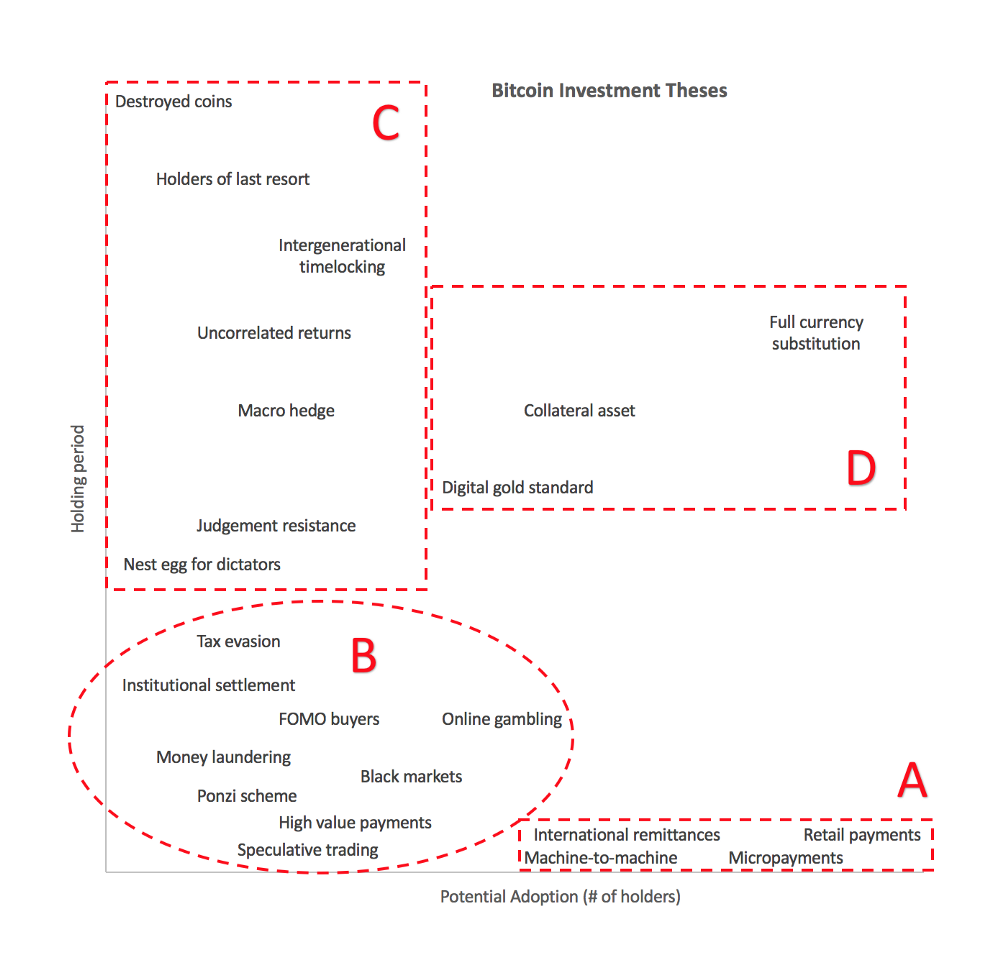 Bitcoin Investment Theses
Destroyed coins
C
Holders of last resort
Intergenerational
timelocking
Uncorrelated returns
Macro hedge
Judgement resistance
Nest egg for dictators
Full currency
substitution
Collateral asset
D
Digital gold standard
Holding period
Tax evasion
B
Institutional settlement
FOMO buyers
Online gambling
Money laundering
Black markets
Ponzi scheme
High value payments
Speculative trading
A
International remittances
Retail payments
Machine-to-machine
Micropayments
Potential Adoption (# of holders)